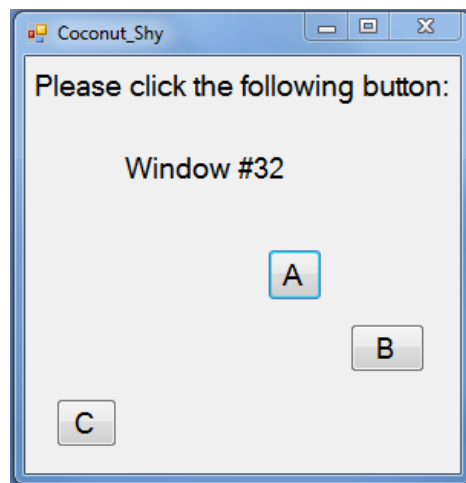 Coconut_Shy
Please click the following button:
Window #32
A
B
C